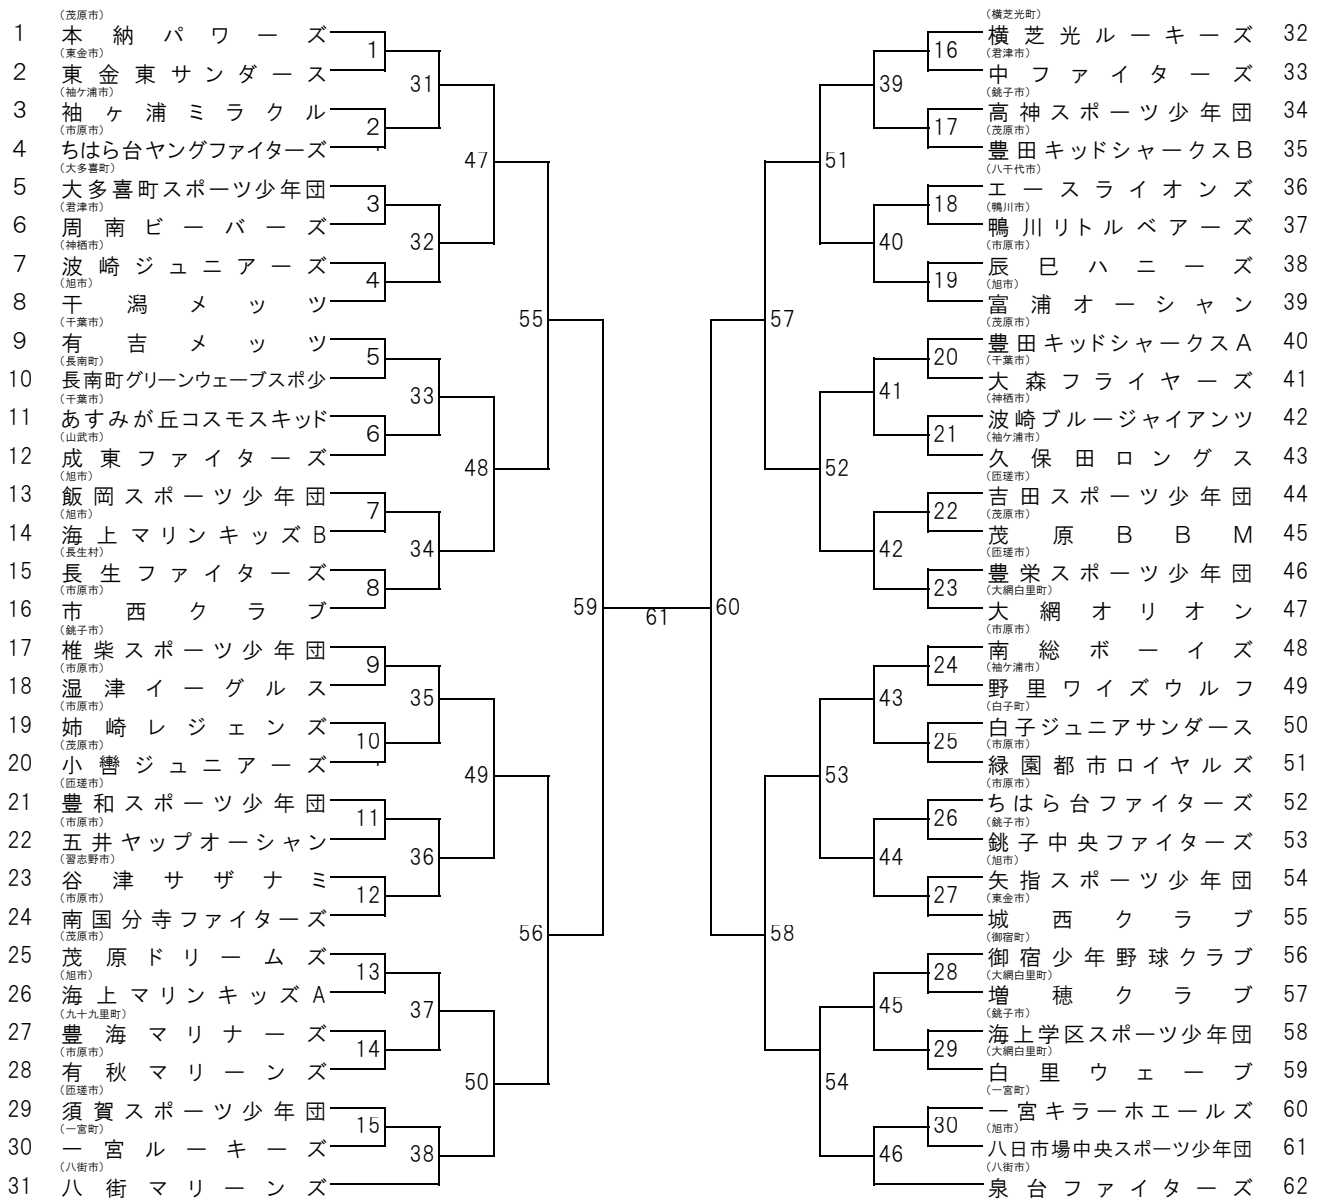 (茂原市)
1 本納パワーズ
(東金市)
2 東金東サンダース
(袖ケ浦市)
3 袖ヶ浦ミラクル
(市原市)
4 ちはら台ヤングファイターズ
(大多喜町)
5 大多喜町スポーツ少年団
(君津市)
6 周南ビーバーズ
(神栖市)
7 波崎ジュニアーズ
(旭市)
8 干潟メッツ
(千葉市)
9 有吉メッツ
(長南町)
10 長南町グリーンウェーブスポ少
(千葉市)
11 あすみが丘コスモスキッド
(山武市)
12 成東ファイターズ
(旭市)
13 飯岡スポーツ少年団
(旭市)
14 海上マリンキッズB
(長生村)
15 長生ファイターズ
(市原市)
16 市西クラブ
(銚子市)
17 椎柴スポーツ少年団
(市原市)
18 湿津イーグルス
(市原市)
19 姉崎レジェンズ
(茂原市)
20 小轡ジュニアーズ
(匝瑳市)
21 豊和スポーツ少年団
(市原市)
22 五井ヤップオーシャン
(習志野市)
23 谷津サザナミ
(市原市)
24 南国分寺ファイターズ
(茂原市)
25 茂原ドリームズ
(旭市)
26 海上マリンキッズA
(九十九里町)
27 豊海マリナーズ
(市原市)
28 有秋マリーンズ
(匝瑳市)
29 須賀スポーツ少年団
(一宮町)
30 一宮ルーキーズ
(八街市)
31 八街マリーンズ
1
2
3
4
5
6
7
8
9
10
11
12
13
14
15
31
32
33
34
35
36
37
38
47
48
49
50
55
56
59
61
60
57
58
51
52
53
54
39
40
41
42
43
44
45
46
16
17
18
19
20
21
22
23
24
25
26
27
28
29
30
(横芝光町)
横芝光ルーキーズ 32
(君津市)
中ファイターズ 33
(銚子市)
高神スポーツ少年団 34
(茂原市)
豊田キッドシャークスB 35
(八千代市)
エースライオンズ 36
(鴨川市)
鴨川リトルベアーズ 37
(市原市)
辰巳ハニーズ 38
(旭市)
富浦オーシャン 39
(茂原市)
豊田キッドシャークスA 40
(千葉市)
大森フライヤーズ 41
(神栖市)
波崎ブルージャイアンツ 42
(袖ケ浦市)
久保田ロングス 43
(匝瑳市)
吉田スポーツ少年団 44
(茂原市)
茂原BBM 45
(匝瑳市)
豊栄スポーツ少年団 46
(大網白里町)
大網オリオン 47
(市原市)
南総ボーイズ 48
(袖ケ浦市)
野里ワイズウルフ 49
(白子町)
白子ジュニアサンダース 50
(市原市)
緑園都市ロイヤルズ 51
(市原市)
ちはら台ファイターズ 52
(銚子市)
銚子中央ファイターズ 53
(旭市)
矢指スポーツ少年団 54
(東金市)
城西クラブ 55
(御宿町)
御宿少年野球クラブ 56
(大網白里町)
増穂クラブ 57
(銚子市)
海上学区スポーツ少年団 58
(大網白里町)
白里ウェーブ 59
(一宮町)
一宮キラーホエールズ 60
(旭市)
八日市場中央スポーツ少年団 61
(八街市)
泉台ファイターズ 62